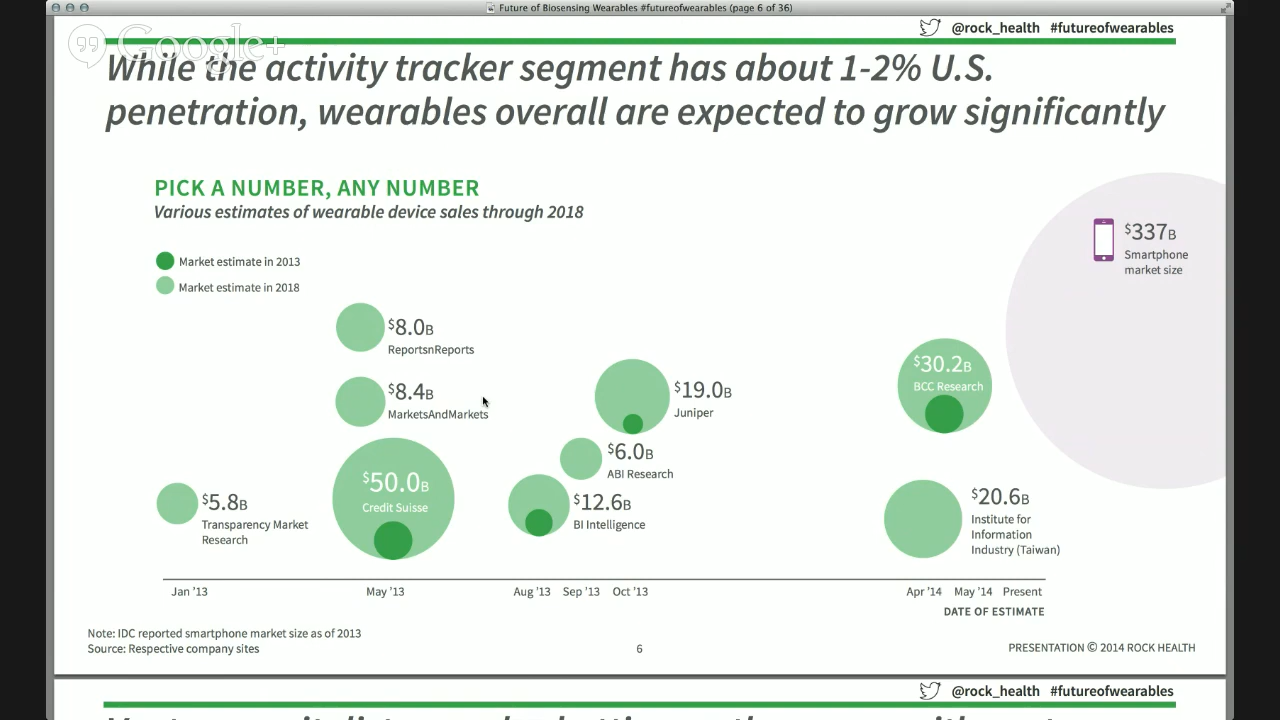 Future of Biosensing Wearables #futureofwearables (page 6 of 36)
Google+
@rock_health #futureofwearables
While the activity tracker segment has about 1-2% U.S.
penetration, wearables overall are expected to grow significantly
PICK A NUMBER, ANY NUMBER
Various estimates of wearable device sales through 2018
Market estimate in 2013
Market estimate in 2018
$337B
Smartphone
market size
$8.0B
ReportsnReports
$8.4B
MarketsAndMarkets
$50.0B
Credit Suisse
$5.8B
Transparency Market
Research
$19.0B
Juniper
$6.0B
ABI Research
$12.6B
BI Intelligence
$30.2B
BCC Research
$20.6B
Institute for
Information
Industry (Taiwan)
Jan '13 May '13 Aug '13 Sep '13 Oct '13 Apr '14 May '14 Present
DATE OF ESTIMATE
Note: IDC reported smartphone market size as of 2013
Source: Respective company sites
6
PRESENTATION © 2014 ROCK HEALTH
@rock_health #futureofwearables